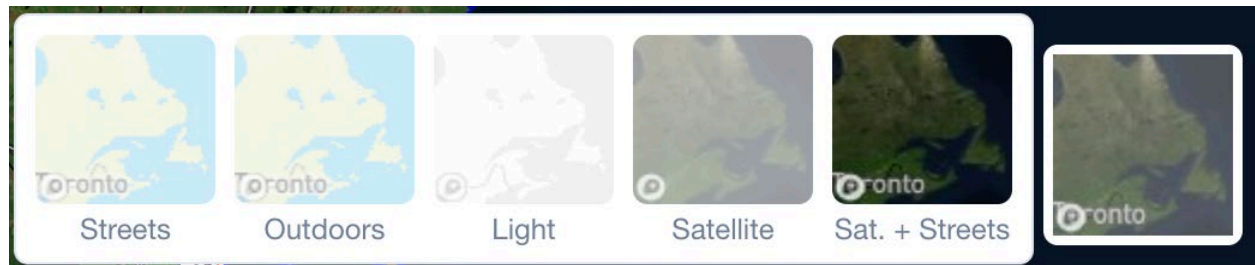 Toronto
Toronto
Toronto
Toronto
Streets
Outdoors
Light
Satellite
Sat. + Streets